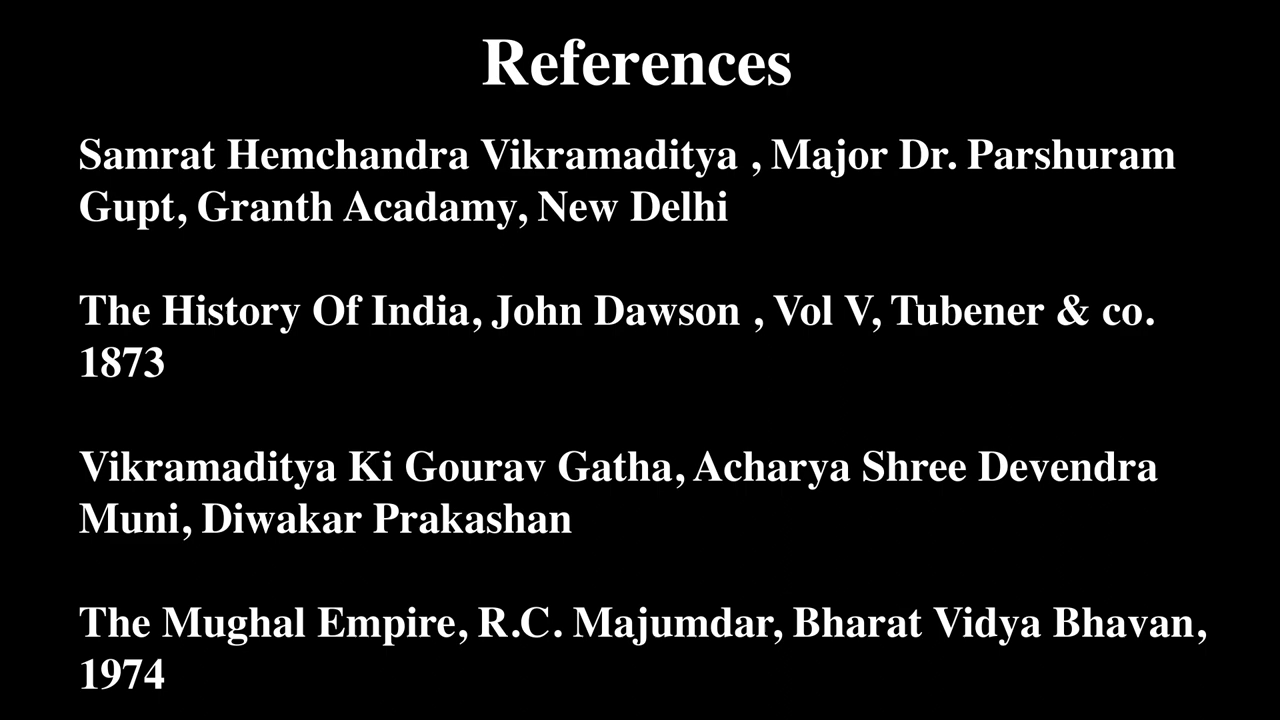 References
Samrat Hemchandra Vikramaditya , Major Dr. Parshuram
Gupt, Granth Acadamy, New Delhi
The History Of India, John Dawson , Vol V, Tubener & co.
1873
Vikramaditya Ki Gourav Gatha, Acharya Shree Devendra
Muni, Diwakar Prakashan
The Mughal Empire, R.C. Majumdar, Bharat Vidya Bhavan,
1974